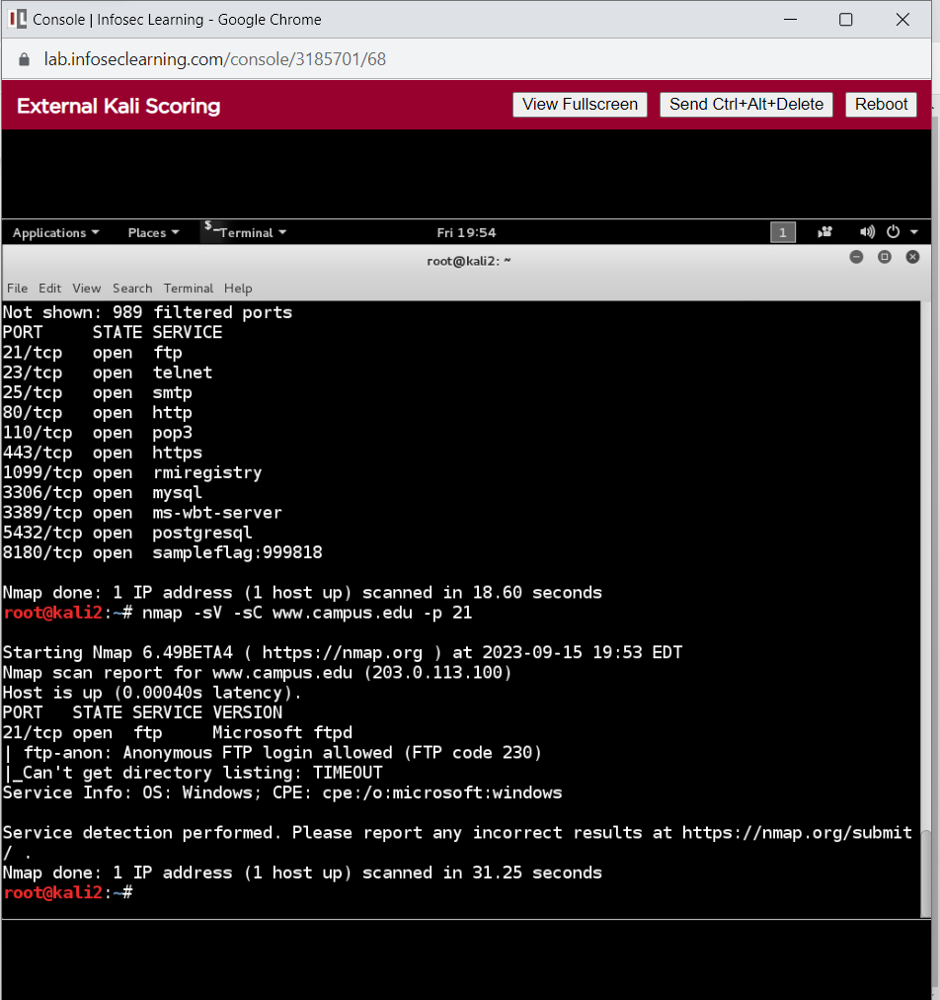 Console | Infosec Learning - Google Chrome
lab.infoseclearning.com/console/3185701/68
External Kali Scoring View Fullscreen Send Ctrl+Alt+Delete Reboot
Applications Places $_ Terminal Fri 19:54 1
root@kali2: ~
File Edit View Search Terminal Help
Not shown: 989 filtered ports
PORT     STATE SERVICE
21/tcp   open  ftp
23/tcp   open  telnet
25/tcp   open  smtp
80/tcp   open  http
110/tcp  open  pop3
443/tcp  open  https
1099/tcp open  rmiregistry
3306/tcp open  mysql
3389/tcp open  ms-wbt-server
5432/tcp open  postgresql
8180/tcp open  sampleflag:999818
Nmap done: 1 IP address (1 host up) scanned in 18.60 seconds
root@kali2:~# nmap -sV -sC www.campus.edu -p 21
Starting Nmap 6.49BETA4 ( https://nmap.org ) at 2023-09-15 19:53 EDT
Nmap scan report for www.campus.edu (203.0.113.100)
Host is up (0.00040s latency).
PORT   STATE SERVICE VERSION
21/tcp open  ftp     Microsoft ftpd
| ftp-anon: Anonymous FTP login allowed (FTP code 230)
|_Can't get directory listing: TIMEOUT
Service Info: OS: Windows; CPE: cpe:/o:microsoft:windows
Service detection performed. Please report any incorrect results at https://nmap.org/submit
/ .
Nmap done: 1 IP address (1 host up) scanned in 31.25 seconds
root@kali2:~#